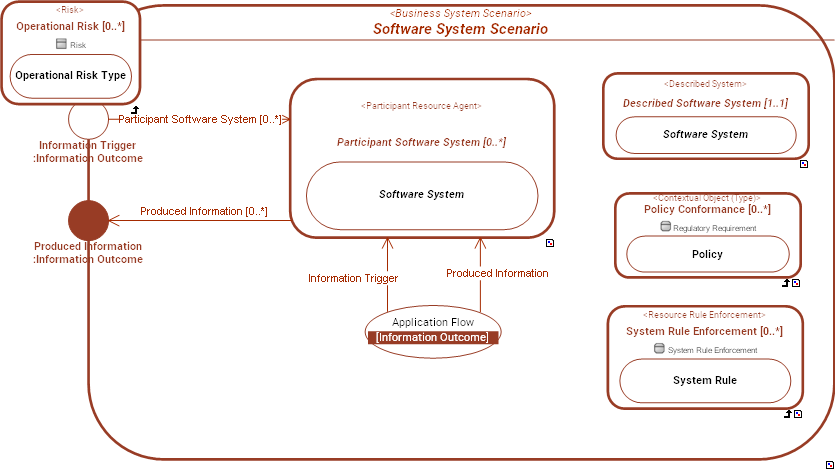 <Risk>
Operational Risk [0..*]
Risk
Operational Risk Type
<Business System Scenario>
Software System Scenario
Information Trigger
:Information Outcome
Participant Software System [0..*]
<Participant Resource Agent>
Participant Software System [0..*]
Software System
Produced Information [0..*]
Produced Information
:Information Outcome
Information Trigger
Produced Information
Application Flow
[Information Outcome]
<Described System>
Described Software System [1..1]
Software System
<Contextual Object (Type)>
Policy Conformance [0..*]
Regulatory Requirement
Policy
<Resource Rule Enforcement>
System Rule Enforcement [0..*]
System Rule Enforcement
System Rule